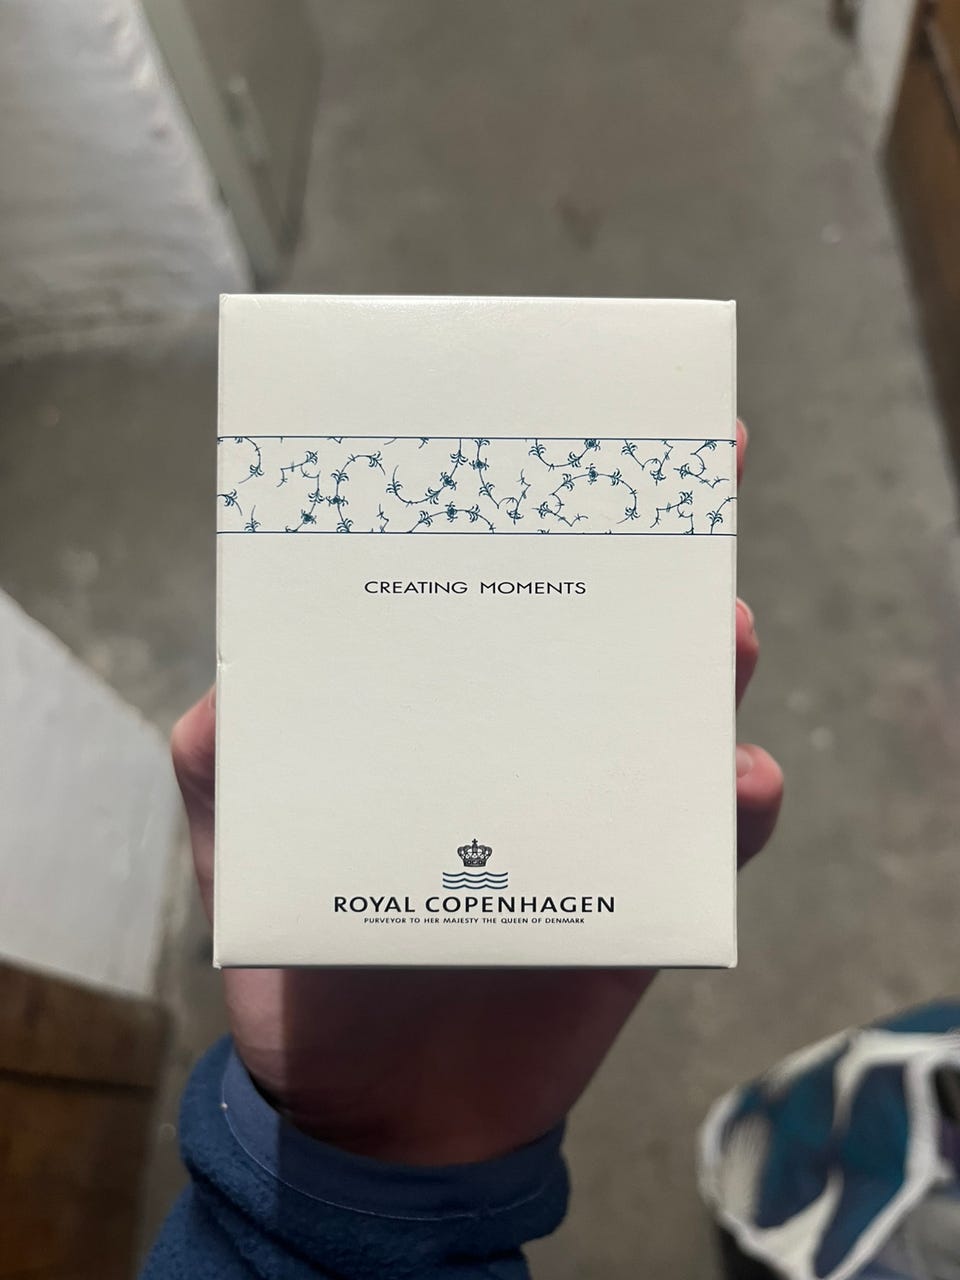 CREATING MOMENTS
ROYAL COPENHAGEN
PURVEYOR TO HER MAJESTY THE QUEEN OF DENMARK